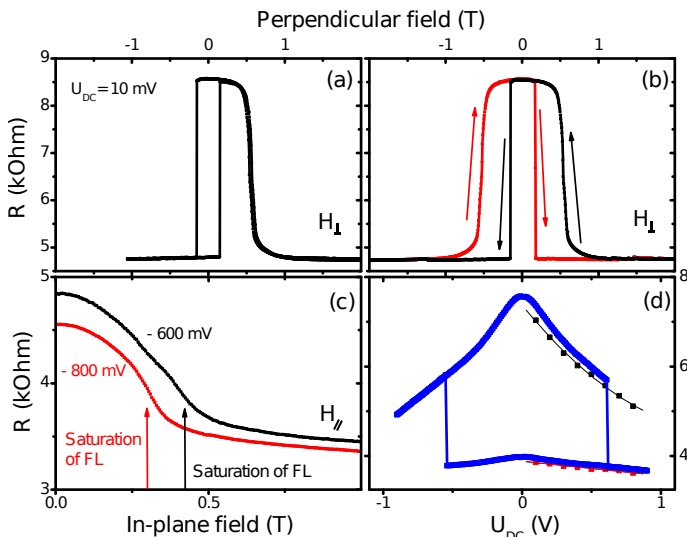 Perpendicular field (T)
-1 0 1 -1 0 1
9
8
7
6
5
R (kOhm)
U_DC = 10 mV
(a)
H⊥
(b)
H⊥
5
4
3
R (kOhm)
(c)
- 600 mV
- 800 mV
H//
Saturation
of FL
Saturation of FL
(d)
8
6
4
0.0 0.5 -1 0 1
In-plane field (T) U_DC (V)